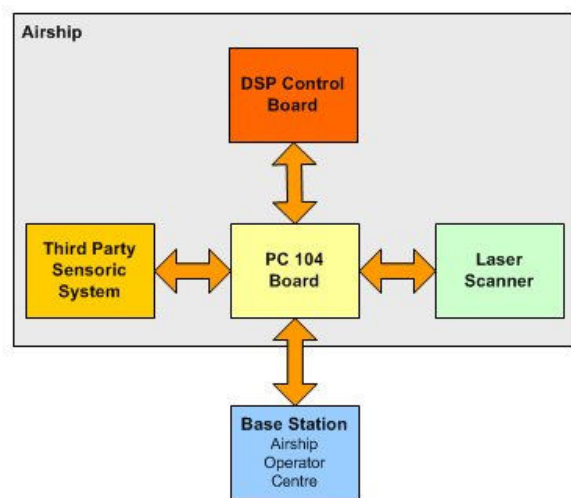 Airship
DSP Control
Board
Third Party
Sensoric
System
PC 104
Board
Laser
Scanner
Base Station
Airship
Operator
Centre